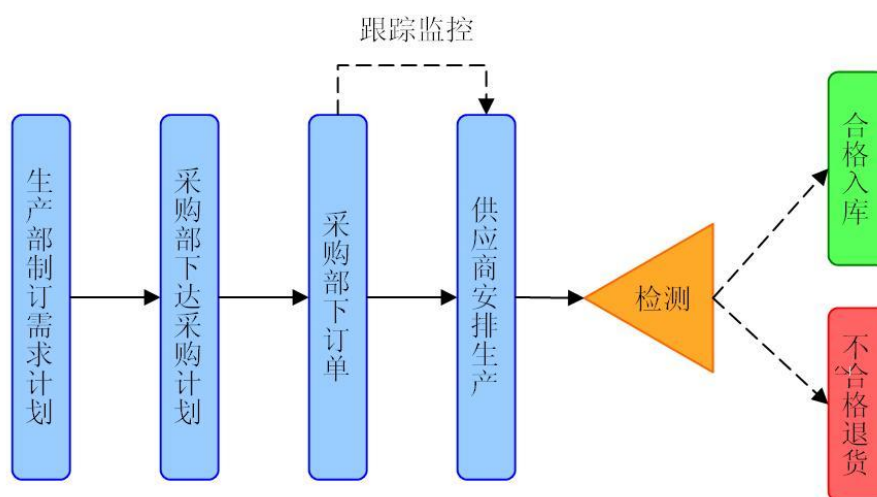 跟踪监控
生产部制订需求计划
采购部下达采购计划
采购部下订单
供应商安排生产
检测
合格入库
不合格退货